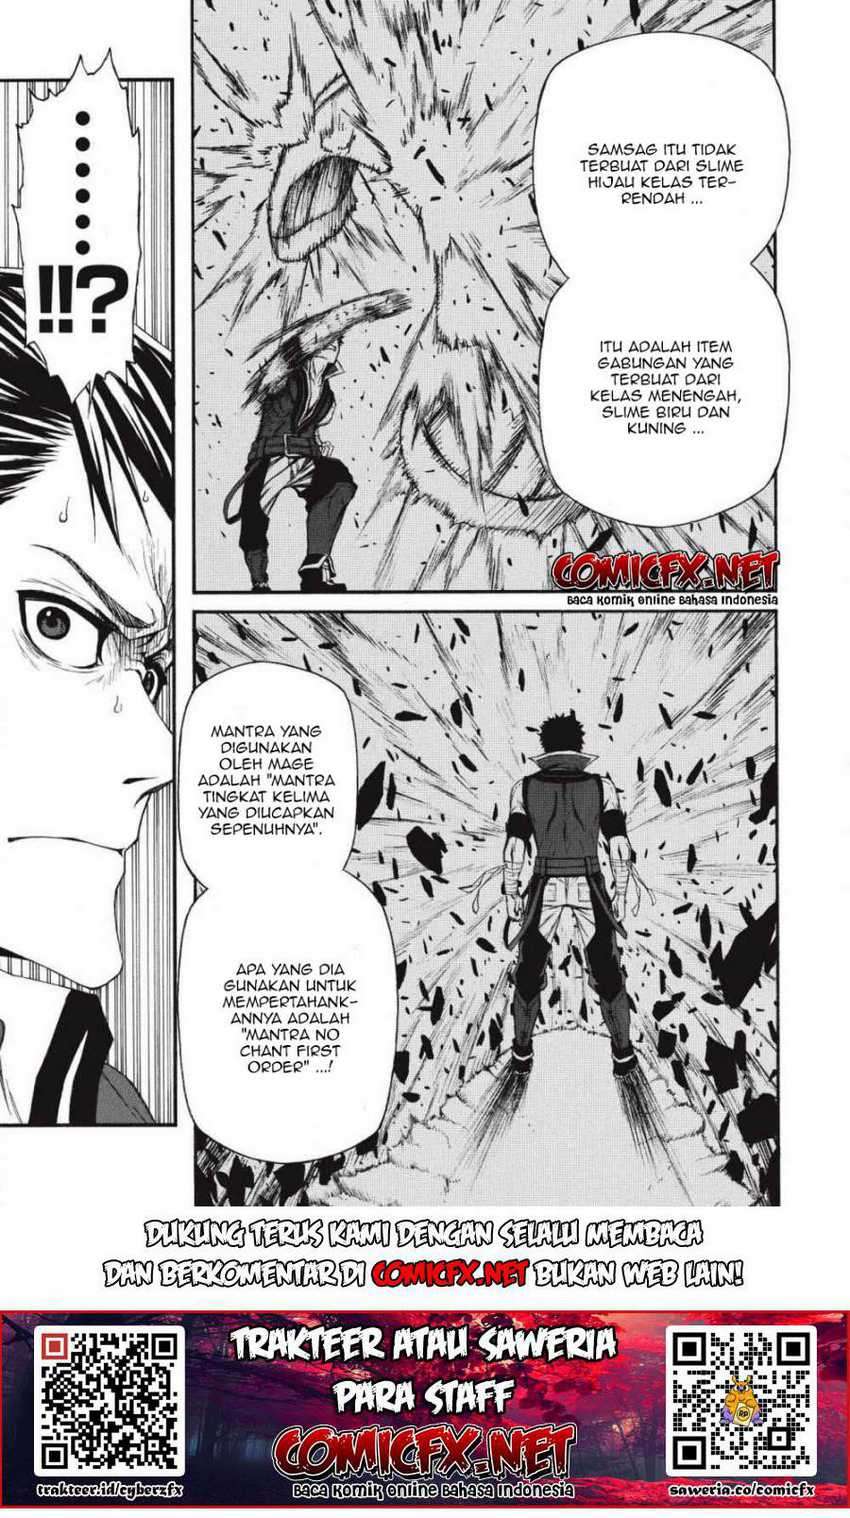 SAMSAG ITU TIDAK
TERBUAT DARI SLIME
HIJAU KELAS TER-
RENDAH ...
ITU ADALAH ITEM
GABUNGAN YANG
TERBUAT DARI
KELAS MENENGAH,
SLIME BIRU DAN
KUNING ...
......!!?
COMICFX.NET
Baca Komik Online Bahasa Indonesia
MANTRA YANG
DIGUNAKAN
OLEH MAGE
ADALAH "MANTRA
TINGKAT KELIMA
YANG DIUCAPKAN
SEPENUHNYA".
APA YANG DIA
GUNAKAN UNTUK
MEMPERTAHANK-
ANNYA ADALAH
"MANTRA NO
CHANT FIRST
ORDER" ...!
DUKUNG TERUS KAMI DENGAN SELALU MEMBACA
DAN BERKOMENTAR DI COMICFX.NET BUKAN WEB LAIN!
TRAKTEER ATAU SAWERIA
PARA STAFF
COMICFX.NET
Baca Komik Online Bahasa Indonesia
trakteer.id/cyberzfx
RP
saweria.co/comicfx